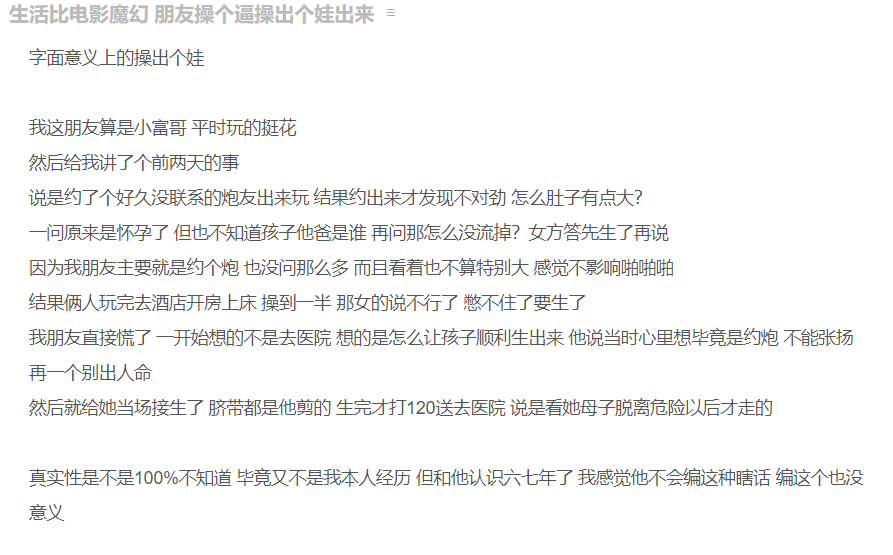 生活比电影魔幻 朋友操个逼操出个娃出来
字面意义上的操出个娃
我这朋友算是小富哥 平时玩的挺花
然后给我讲了个前两天的事
说是约了个好久没联系的炮友出来玩 结果约出来才发现不对劲 怎么肚子有点大?
一问原来是怀孕了 但也不知道孩子他爸是谁 再问那怎么没流掉? 女方答先生了再说
因为我朋友主要就是约个炮 也没问那么多 而且看着也不算特别大 感觉不影响啪啪啪
结果俩人玩完去酒店开房上床 操到一半 那女的说不行了 憋不住了要生了
我朋友直接慌了 一开始想的不是去医院 想的是怎么让孩子顺利生出来 他说当时心里想毕竟是约炮 不能张扬
再一个别出人命
然后就给她当场接生了 脐带都是他剪的 生完才打120送去医院 说是看她母子脱离危险以后才走的
真实性是不是100%不知道 毕竟又不是我本人经历 但和他认识六七年了 我感觉他不会编这种瞎话 编这个也没
意义